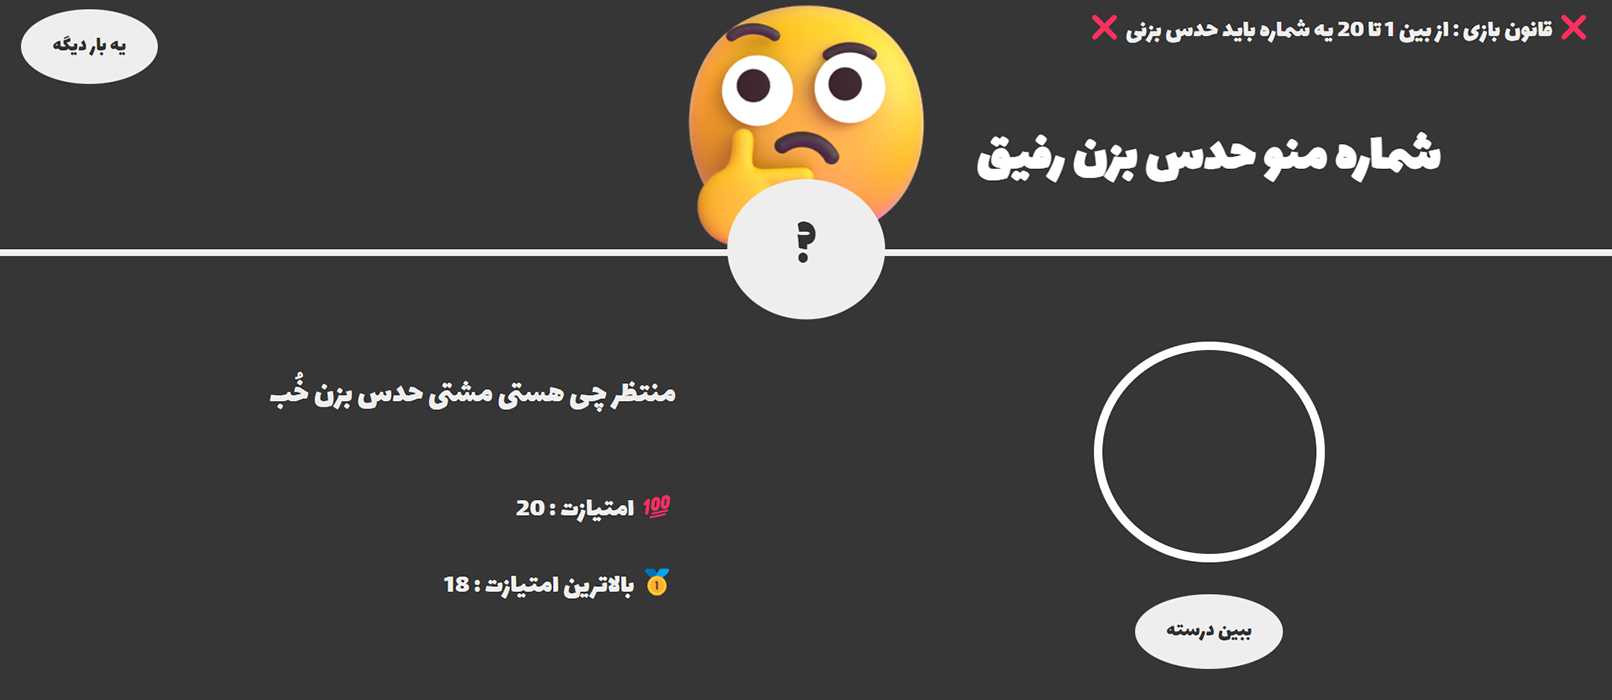 ❌ قانون بازی : از بین 1 تا 20 یه شماره باید حدس بزنی ❌
یه بار دیگه
شماره منو حدس بزن رفیق
؟
منتظر چی هستی مشتی حدس بزن خُب
💯 امتیازت : 20
🥇 بالاترین امتیازت : 18
ببین درسته